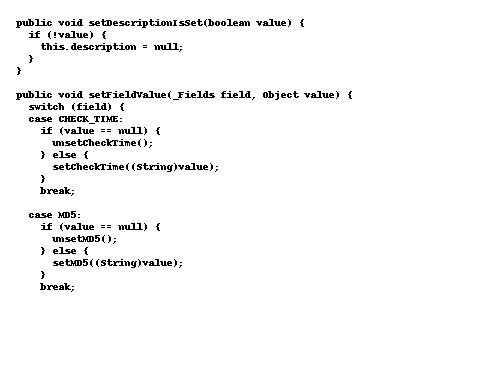 public void setDescriptionIsSet(boolean value) {
  if (!value) {
    this.description = null;
  }
}

public void setFieldValue(_Fields field, Object value) {
  switch (field) {
  case CHECK_TIME:
    if (value == null) {
      unsetCheckTime();
    } else {
      setCheckTime((String)value);
    }
    break;

  case MD5:
    if (value == null) {
      unsetMD5();
    } else {
      setMD5((String)value);
    }
    break;